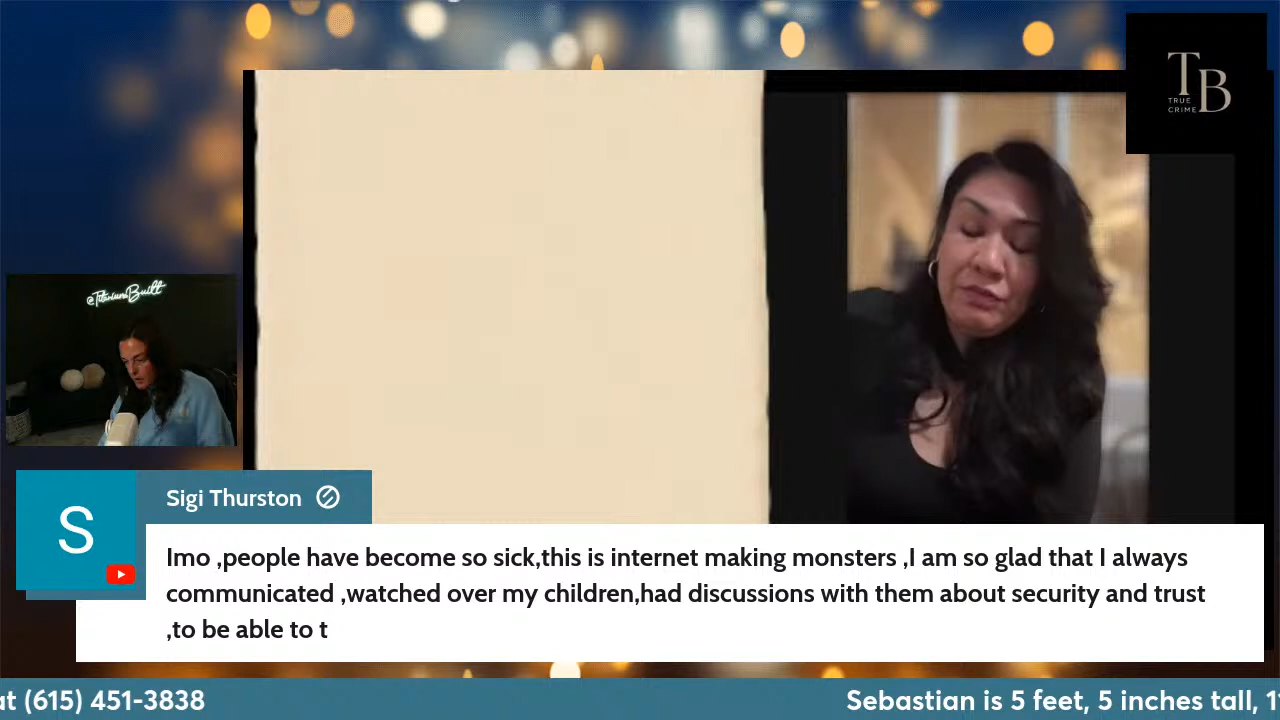 TB
TRUE
CRIME
@TitaniumBuilt
S
Sigi Thurston
Imo ,people have become so sick,this is internet making monsters ,I am so glad that I always
communicated ,watched over my children,had discussions with them about security and trust
,to be able to t
at (615) 451-3838
Sebastian is 5 feet, 5 inches tall, 1